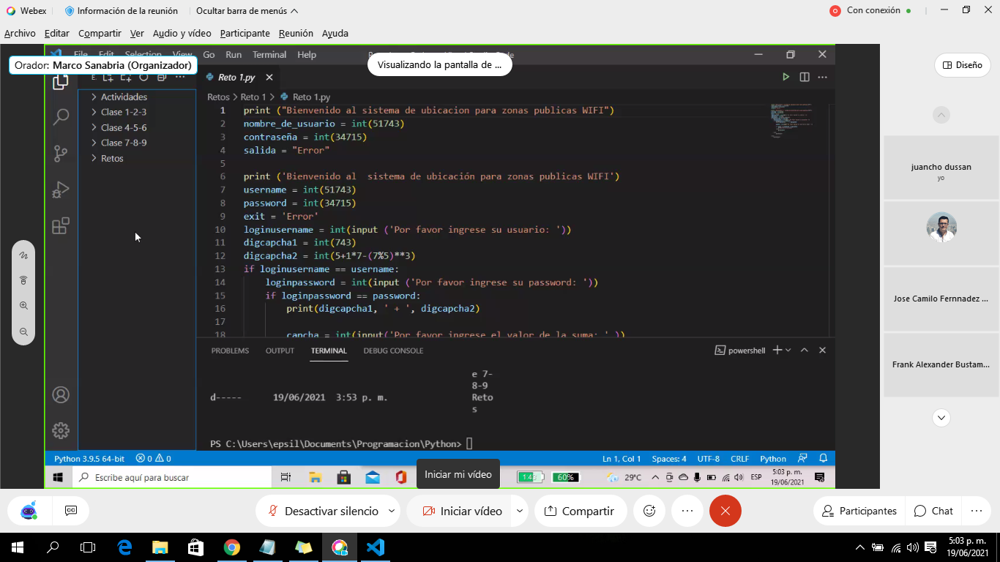 Webex Información de la reunión Ocultar barra de menús Con conexión
Archivo Editar Compartir Ver Audio y vídeo Participante Reunión Ayuda
File Edit Selection View Go Run Terminal Help
Orador: Marco Sanabria (Organizador)
Visualizando la pantalla de ...
Diseño
E.
Reto 1.py
Actividades
Clase 1-2-3
Clase 4-5-6
Clase 7-8-9
Retos
Retos > Reto 1 > Reto 1.py
1 print ("Bienvenido al sistema de ubicacion para zonas publicas WIFI")
2 nombre_de_usuario = int(51743)
3 contraseña = int(34715)
4 salida = "Error"
5
6 print ('Bienvenido al  sistema de ubicación para zonas publicas WIFI')
7 username = int(51743)
8 password = int(34715)
9 exit = 'Error'
10 loginusername = int(input ('Por favor ingrese su usuario: '))
11 digcapcha1 = int(743)
12 digcapcha2 = int(5+1*7-(7%5)**3)
13 if loginusername == username:
14 loginpassword = int(input ('Por favor ingrese su password: '))
15 if loginpassword == password:
16 print(digcapcha1, ' + ', digcapcha2)
17
18 capcha = int(input('Por favor ingrese el valor de la suma: ' ))
juancho dussan
yo
Jose Camilo Fernnadez ...
Frank Alexander Bustam...
PROBLEMS OUTPUT TERMINAL DEBUG CONSOLE powershell
e 7-
8-9
d----- 19/06/2021 3:53 p. m. Reto
s
PS C:\Users\epsil\Documents\Programacion\Python>
Python 3.9.5 64-bit 0 0 Ln 1, Col 1 Spaces: 4 UTF-8 CRLF Python
Escribe aquí para buscar
Iniciar mi vídeo
60% 29°C ESP
5:03 p. m.
19/06/2021
Desactivar silencio Iniciar vídeo Compartir Participantes Chat
5:03 p. m.
19/06/2021